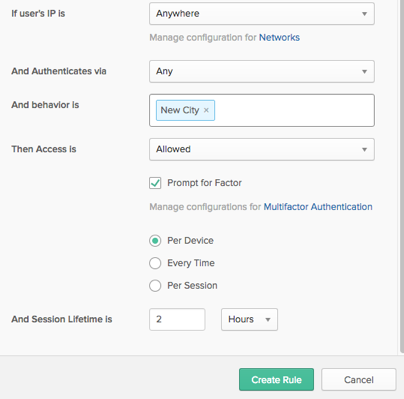 If user's IP is Anywhere
Manage configuration for Networks
And Authenticates via Any
And behavior is New City ×
Then Access is Allowed
Prompt for Factor
Manage configurations for Multifactor Authentication
Per Device
Every Time
Per Session
And Session Lifetime is 2 Hours
Create Rule Cancel